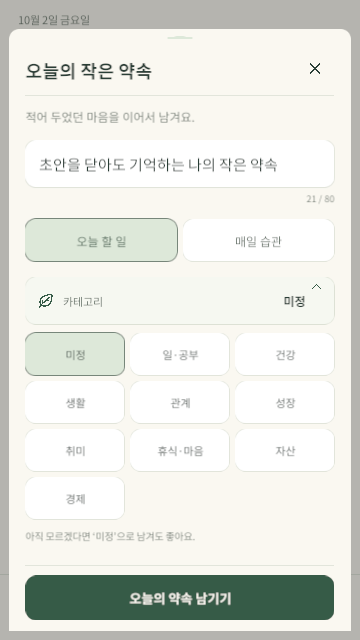 10월 2일 금요일
오늘의 작은 약속
적어 두었던 마음을 이어서 남겨요.
초안을 닫아도 기억하는 나의 작은 약속
21 / 80
오늘 할 일 매일 습관
카테고리 미정
미정 일·공부 건강
생활 관계 성장
취미 휴식·마음 자산
경제
아직 모르겠다면 ‘미정’으로 남겨도 좋아요.
오늘의 약속 남기기